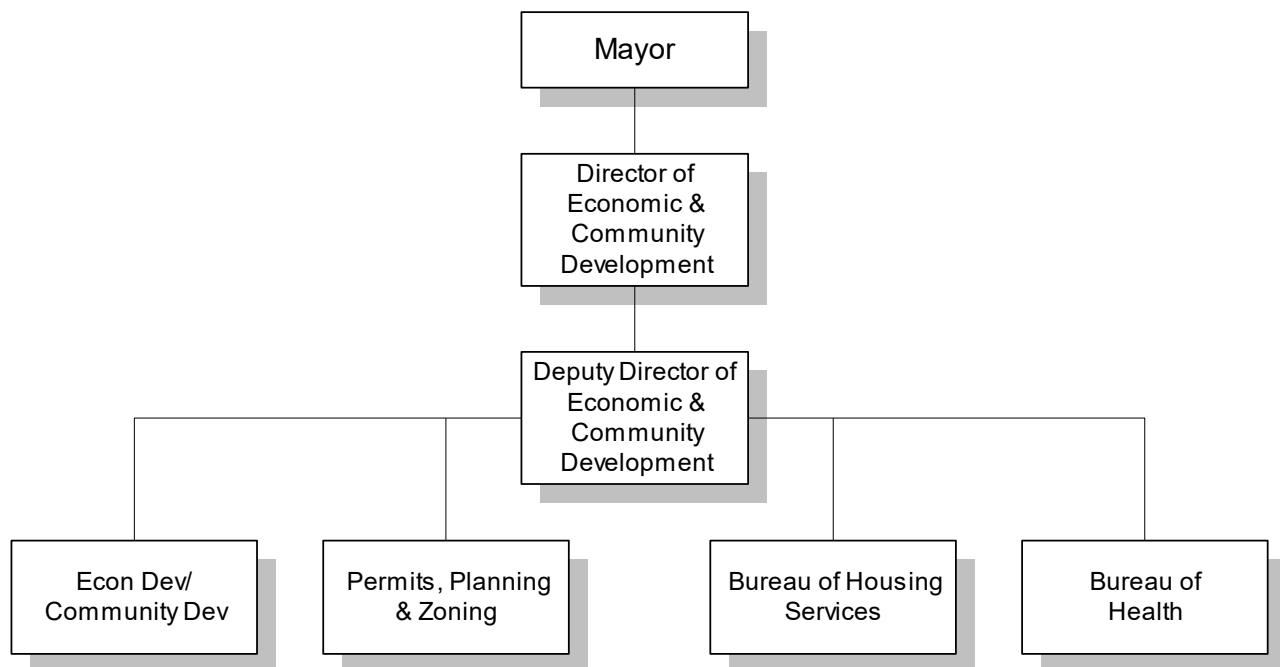 Mayor
Director of
Economic &
Community
Development
Deputy Director of
Economic &
Community
Development
Econ Dev/
Community Dev
Permits, Planning
& Zoning
Bureau of Housing
Services
Bureau of
Health